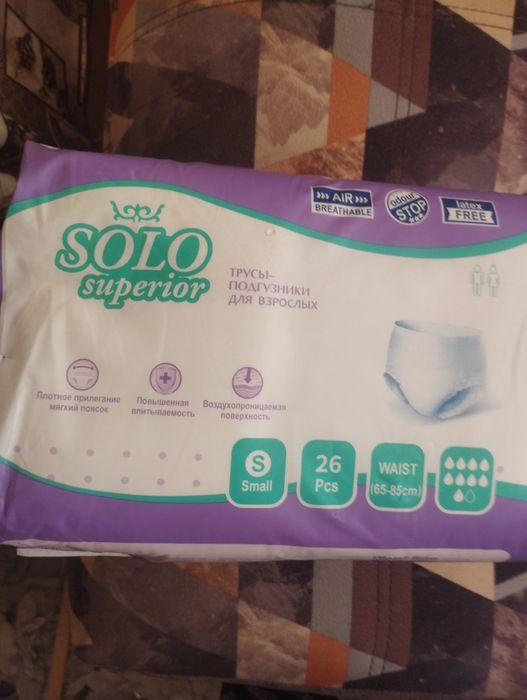 >>> AIR >>>
BREATHABLE
odour
STOP
latex
FREE
SOLO
superior
ТРУСЫ-
ПОДГУЗНИКИ
ДЛЯ ВЗРОСЛЫХ
Плотное прилегание
мягкий поясок
Повышенная
впитываемость
Воздухопроницаемая
поверхность
S
Small
26
Pcs
WAIST
(65-85cm)